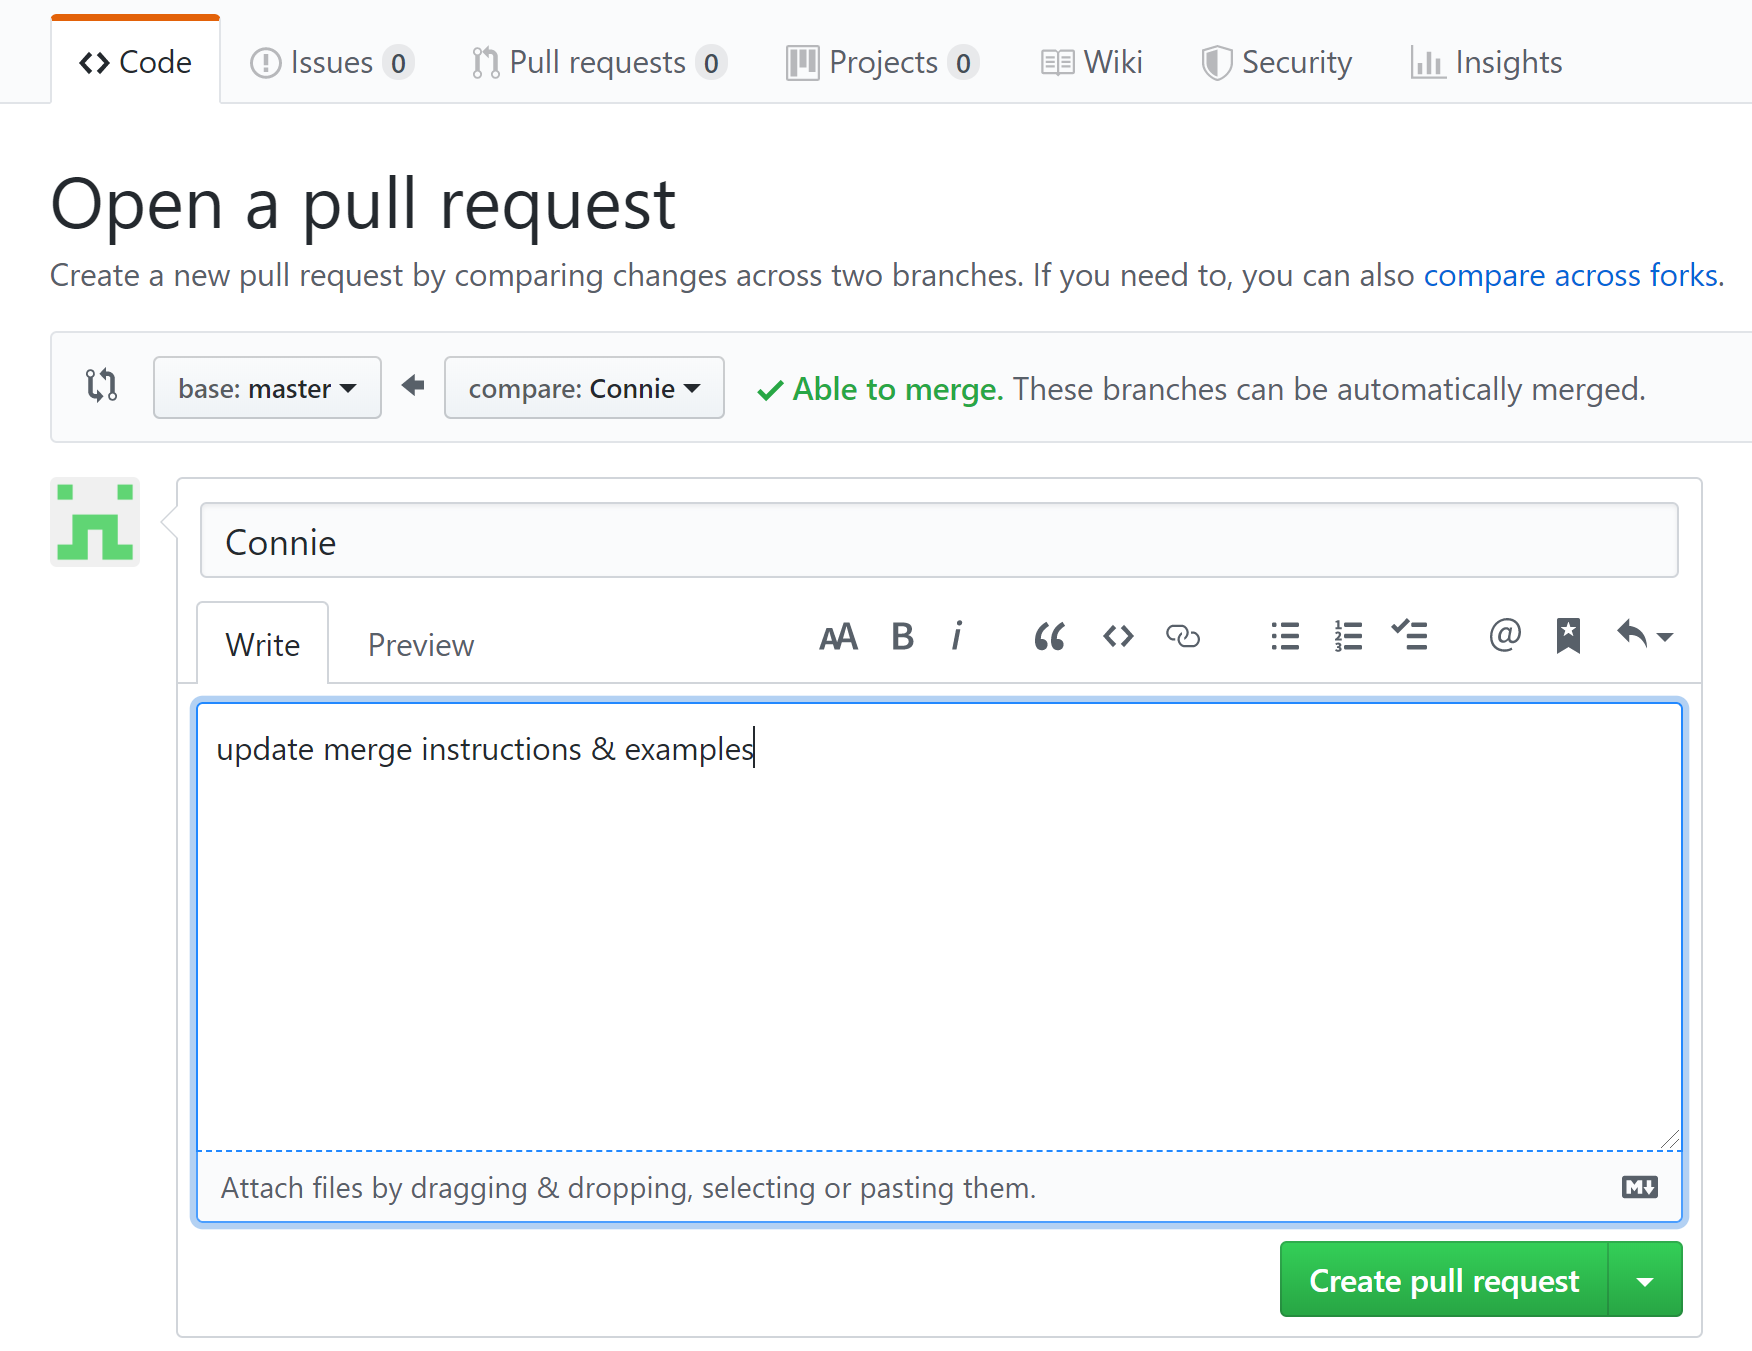 Code Issues 0 Pull requests 0 Projects 0 Wiki Security Insights
Open a pull request
Create a new pull request by comparing changes across two branches. If you need to, you can also compare across forks.
base: master compare: Connie Able to merge. These branches can be automatically merged.
Connie
Write Preview AA B i
update merge instructions & examples
Attach files by dragging & dropping, selecting or pasting them.
Create pull request